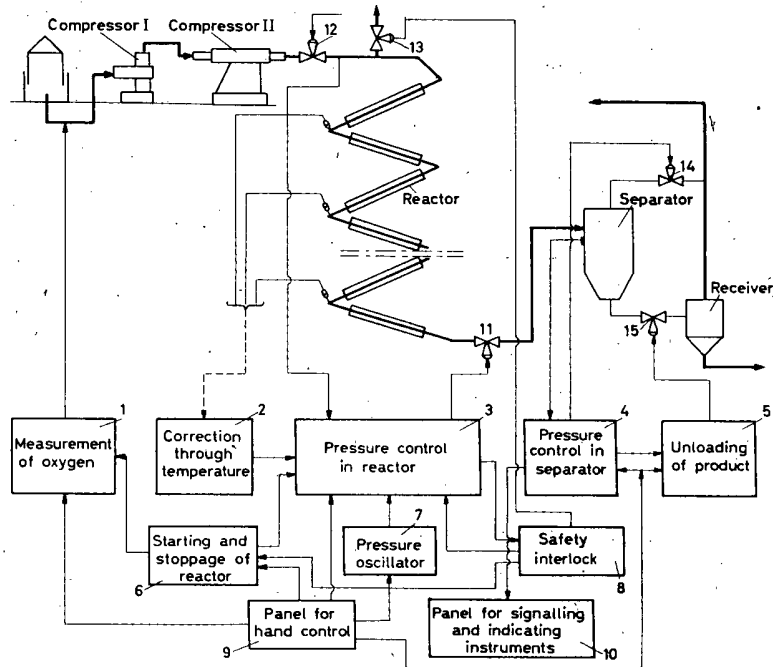 Compressor I
Compressor II
12
13
14
Reactor
Separator
Receiver
11
15
1
Measurement
of oxygen
2
Correction
through
temperature
3
Pressure control
in reactor
4
Pressure
control in
separator
5
Unloading
of product
Starting and
stoppage of
reactor
6
7
Pressure
oscillator
Safety
interlock
8
Panel for
hand control
9
Panel for signalling
and indicating
instruments
10